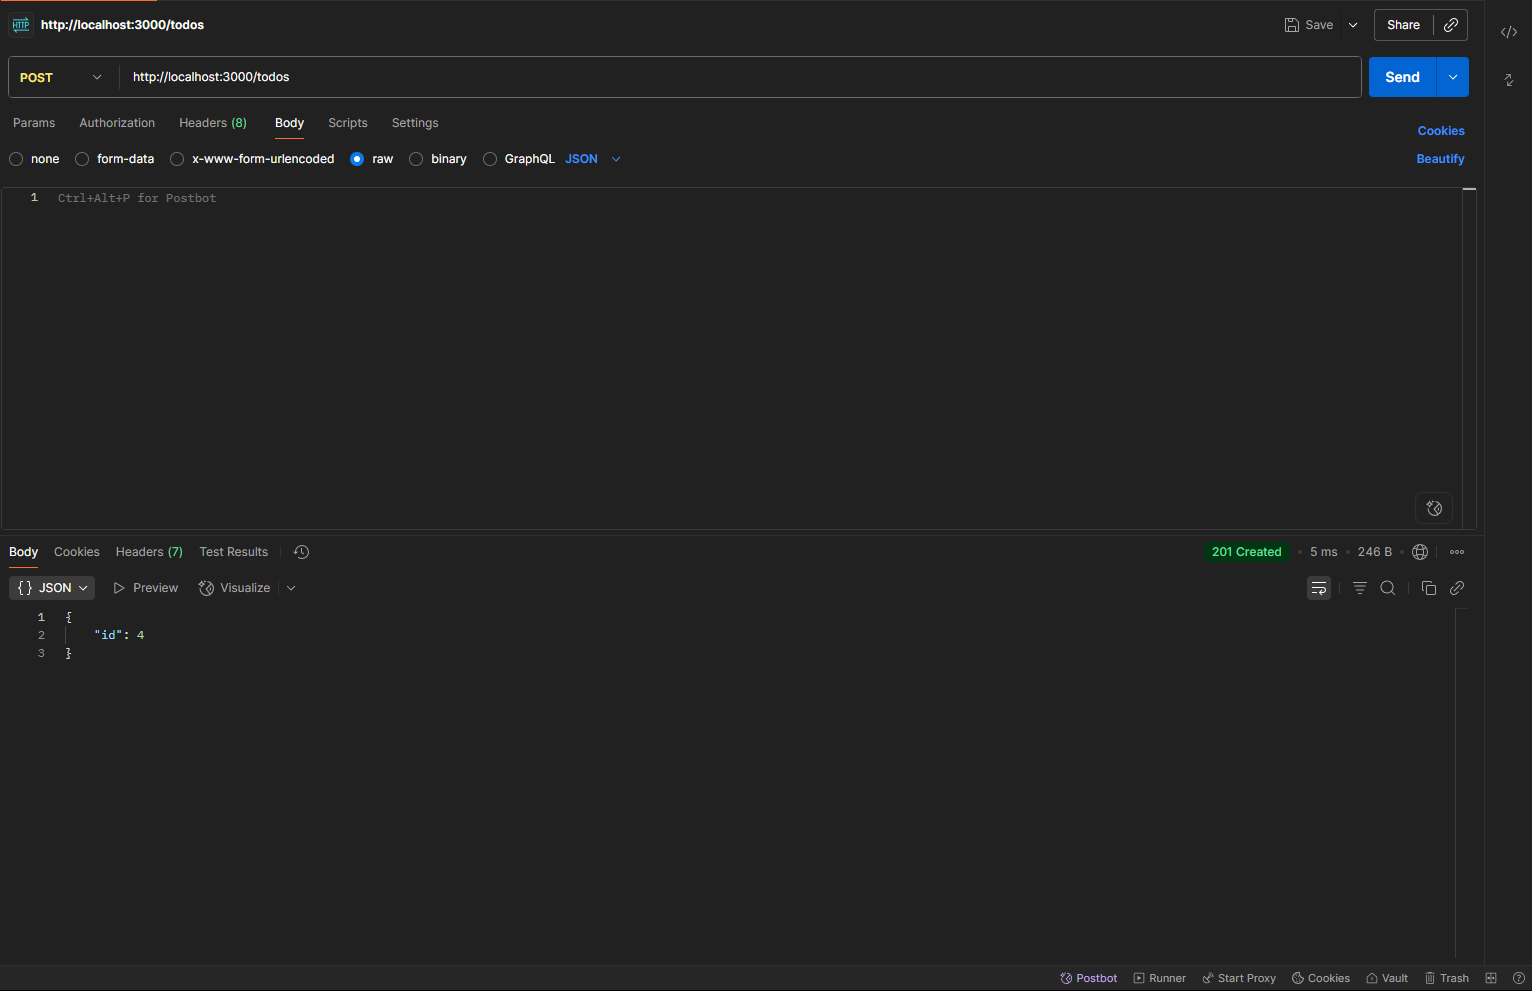 HTTP http://localhost:3000/todos Save Share
POST http://localhost:3000/todos Send
Params Authorization Headers (8) Body Scripts Settings Cookies
none form-data x-www-form-urlencoded raw binary GraphQL JSON Beautify
1 Ctrl+Alt+P for Postbot
Body Cookies Headers (7) Test Results 201 Created 5 ms 246 B
{} JSON Preview Visualize
1 {
2 "id": 4
3 }
Postbot Runner Start Proxy Cookies Vault Trash